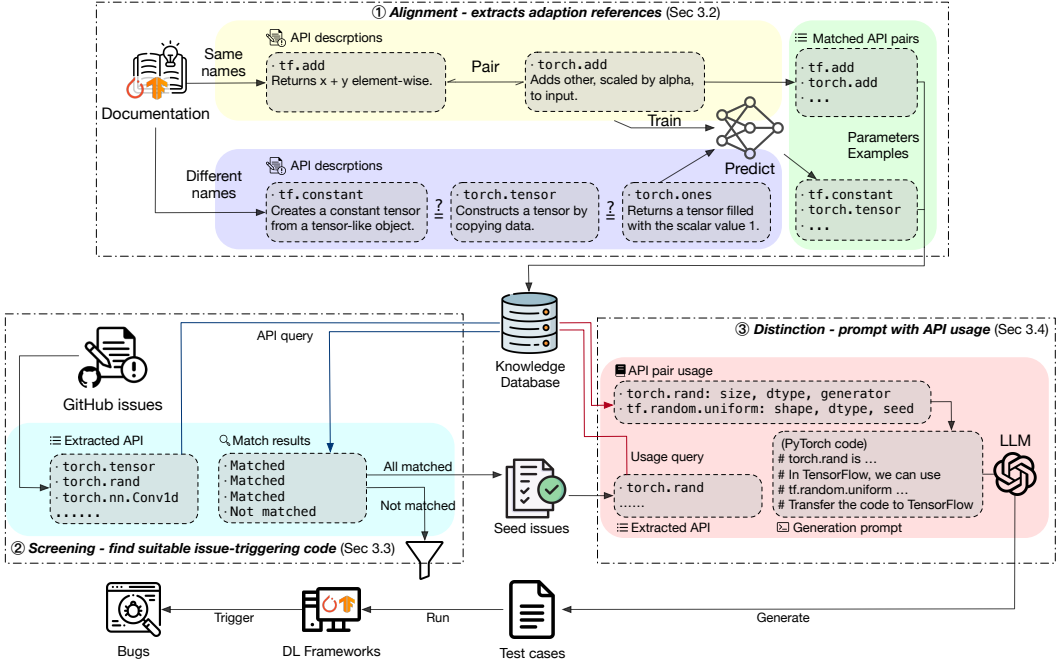 ① Alignment - extracts adaption references (Sec 3.2)
Same
names
API descrptions
· tf.add
Returns x + y element-wise.
Pair
· torch.add
Adds other, scaled by alpha,
to input.
Matched API pairs
· tf.add
torch.add
...
Documentation
Train
Predict
Parameters
Examples
Different
names
API descrptions
· tf.constant
Creates a constant tensor
from a tensor-like object.
?
=
· torch.tensor
Constructs a tensor by
copying data.
?
=
· torch.ones
Returns a tensor filled
with the scalar value 1.
· tf.constant
torch.tensor
· ...
Knowledge
Database
GitHub issues
API query
Extracted API
· torch.tensor
· torch.rand
· torch.nn.Conv1d
......
Match results
· Matched
· Matched
· Matched
· Not matched
All matched
Not matched
② Screening - find suitable issue-triggering code (Sec 3.3)
Seed issues
③ Distinction - prompt with API usage (Sec 3.4)
API pair usage
· torch.rand: size, dtype, generator
· tf.random.uniform: shape, dtype, seed
Usage query
· torch.rand
......
Extracted API
(PyTorch code)
# torch.rand is ...
# In TensorFlow, we can use
# tf.random.uniform ...
# Transfer the code to TensorFlow
Generation prompt
LLM
Generate
Test cases
Run
DL Frameworks
Trigger
Bugs